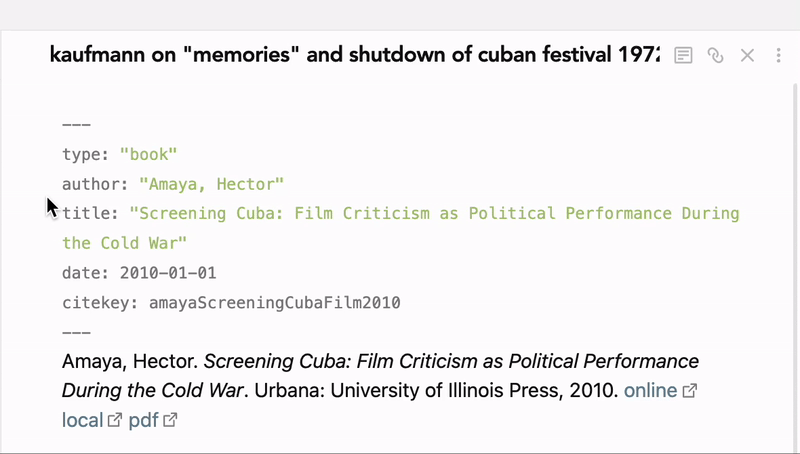 kaufmann on "memories" and shutdown of cuban festival 197
---
type: "book"
author: "Amaya, Hector"
title: "Screening Cuba: Film Criticism as Political Performance During
the Cold War"
date: 2010-01-01
citekey: amayaScreeningCubaFilm2010
---
Amaya, Hector. Screening Cuba: Film Criticism as Political Performance
During the Cold War. Urbana: University of Illinois Press, 2010. online
local pdf